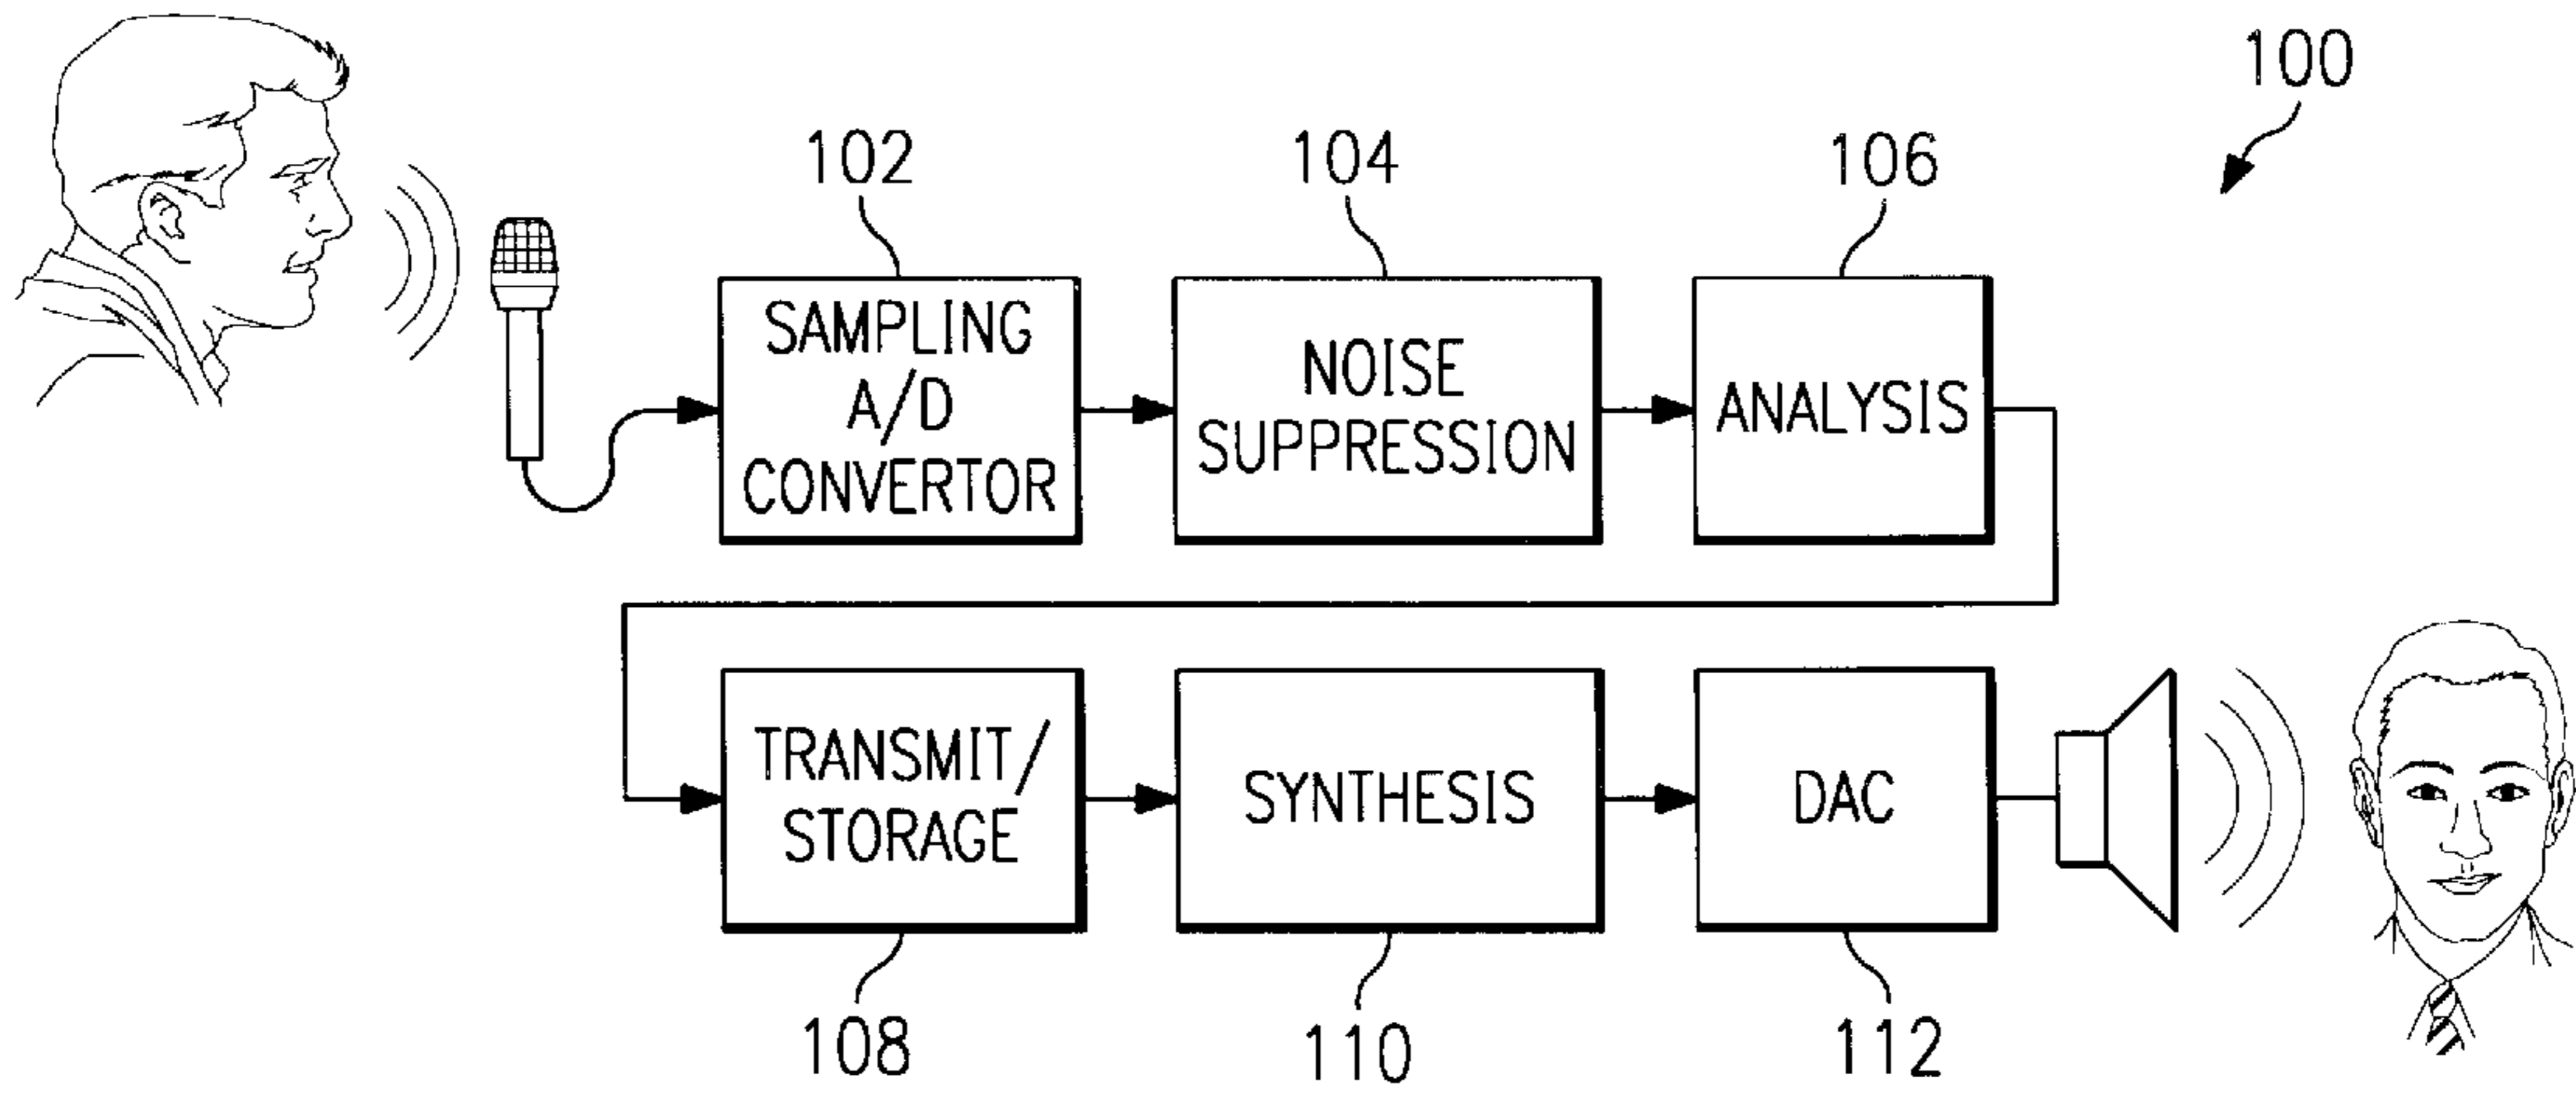 100
102
104
106
SAMPLING
A/D
CONVERTOR
NOISE
SUPPRESSION
ANALYSIS
TRANSMIT/
STORAGE
SYNTHESIS
DAC
108
110
112